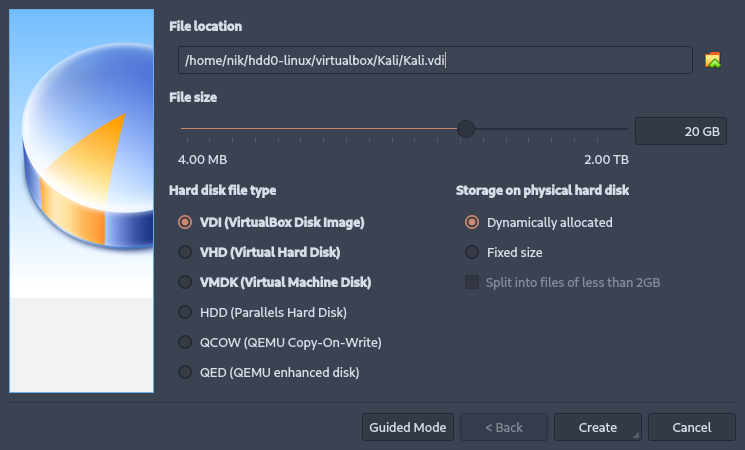 File location
/home/nik/hdd0-linux/virtualbox/Kali/Kali.vdi
File size
20 GB
4.00 MB 2.00 TB
Hard disk file type Storage on physical hard disk
VDI (VirtualBox Disk Image) Dynamically allocated
VHD (Virtual Hard Disk) Fixed size
VMDK (Virtual Machine Disk) Split into files of less than 2GB
HDD (Parallels Hard Disk)
QCOW (QEMU Copy-On-Write)
QED (QEMU enhanced disk)
Guided Mode < Back Create Cancel